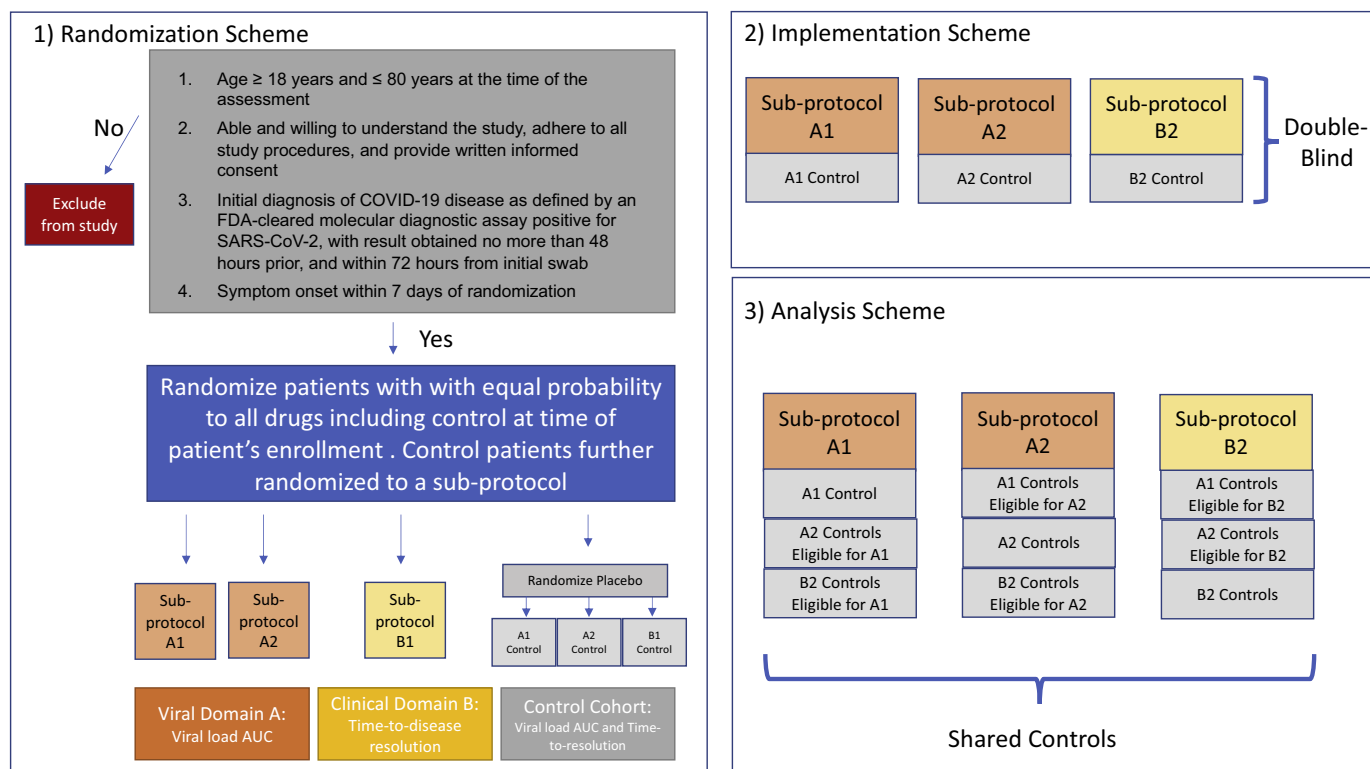 1) Randomization Scheme
1. Age ≥ 18 years and ≤ 80 years at the time of the
assessment
2. Able and willing to understand the study, adhere to all
study procedures, and provide written informed
consent
3. Initial diagnosis of COVID-19 disease as defined by an
FDA-cleared molecular diagnostic assay positive for
SARS-CoV-2, with result obtained no more than 48
hours prior, and within 72 hours from initial swab
4. Symptom onset within 7 days of randomization
No
Exclude
from study
Yes
Randomize patients with with equal probability
to all drugs including control at time of
patient's enrollment . Control patients further
randomized to a sub-protocol
Sub-
protocol
A1
Sub-
protocol
A2
Sub-
protocol
B1
Randomize Placebo
A1
Control
A2
Control
B1
Control
Viral Domain A:
Viral load AUC
Clinical Domain B:
Time-to-disease
resolution
Control Cohort:
Viral load AUC and Time-
to-resolution
2) Implementation Scheme
Sub-protocol
A1
A1 Control
Sub-protocol
A2
A2 Control
Sub-protocol
B2
B2 Control
Double-
Blind
3) Analysis Scheme
Sub-protocol
A1
A1 Control
A2 Controls
Eligible for A1
B2 Controls
Eligible for A1
Sub-protocol
A2
A1 Controls
Eligible for A2
A2 Controls
B2 Controls
Eligible for A2
Sub-protocol
B2
A1 Controls
Eligible for B2
A2 Controls
Eligible for B2
B2 Controls
Shared Controls